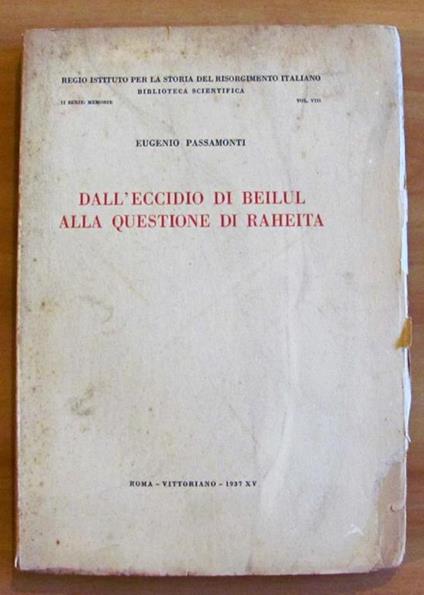 REGIO ISTITUTO PER LA STORIA DEL RISORGIMENTO ITALIANO
BIBLIOTECA SCIENTIFICA
II SERIE: MEMORIE VOL. VIII
EUGENIO PASSAMONTI
DALL'ECCIDIO DI BEILUL
ALLA QUESTIONE DI RAHEITA
ROMA - VITTORIANO - 1937 XV